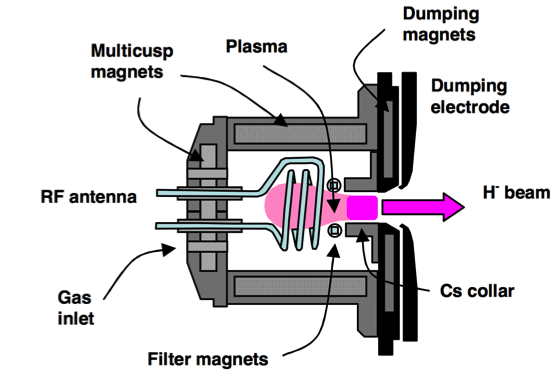 Dumping
magnets
Plasma
Multicusp
magnets
Dumping
electrode
RF antenna
H- beam
Gas
inlet
Cs collar
Filter magnets